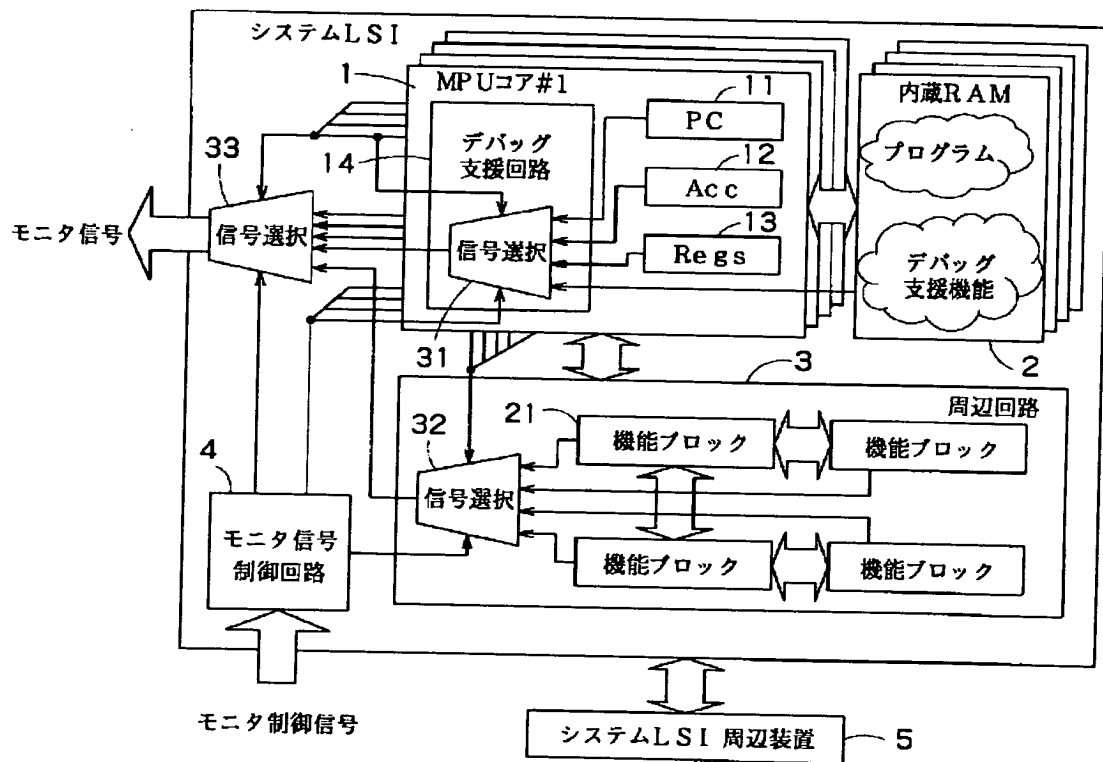 システムLSI
1
MPUコア#1
11
PC
内蔵RAM
プログラム
33
14
デバッグ
支援回路
12
Acc
モニタ信号
信号選択
信号選択
13
Regs
デバッグ
支援機能
31
2
3
周辺回路
32
21
機能ブロック
機能ブロック
4
信号選択
モニタ信号
制御回路
機能ブロック
機能ブロック
モニタ制御信号
システムLSI 周辺装置
5